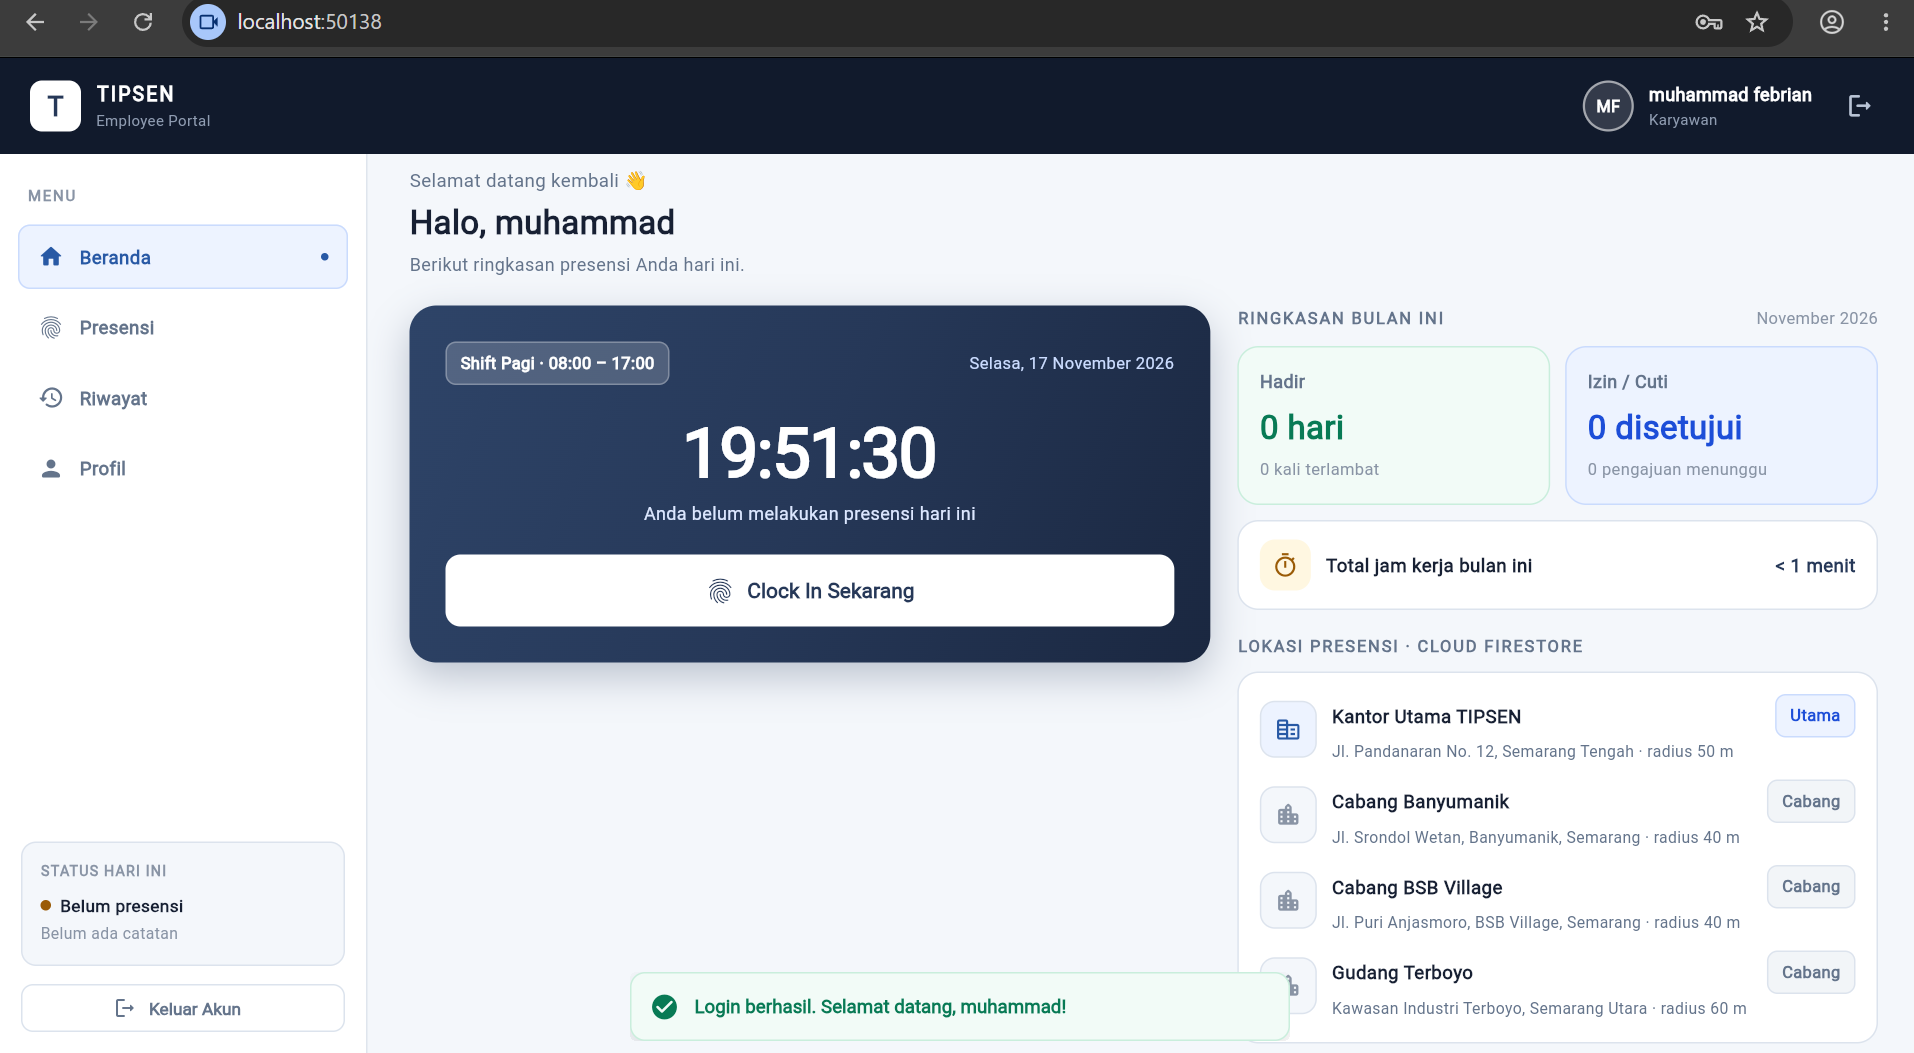 localhost:50138
T
TIPSEN
Employee Portal
MF
muhammad febrian
Karyawan
MENU
Beranda
Presensi
Riwayat
Profil
STATUS HARI INI
Belum presensi
Belum ada catatan
Keluar Akun
Selamat datang kembali 👋
Halo, muhammad
Berikut ringkasan presensi Anda hari ini.
Shift Pagi · 08:00 – 17:00
Selasa, 17 November 2026
19:51:30
Anda belum melakukan presensi hari ini
Clock In Sekarang
RINGKASAN BULAN INI
November 2026
Hadir
0 hari
0 kali terlambat
Izin / Cuti
0 disetujui
0 pengajuan menunggu
Total jam kerja bulan ini
< 1 menit
LOKASI PRESENSI · CLOUD FIRESTORE
Kantor Utama TIPSEN
Utama
Jl. Pandanaran No. 12, Semarang Tengah · radius 50 m
Cabang Banyumanik
Cabang
Jl. Srondol Wetan, Banyumanik, Semarang · radius 40 m
Cabang BSB Village
Cabang
Jl. Puri Anjasmoro, BSB Village, Semarang · radius 40 m
Gudang Terboyo
Cabang
Kawasan Industri Terboyo, Semarang Utara · radius 60 m
Login berhasil. Selamat datang, muhammad!